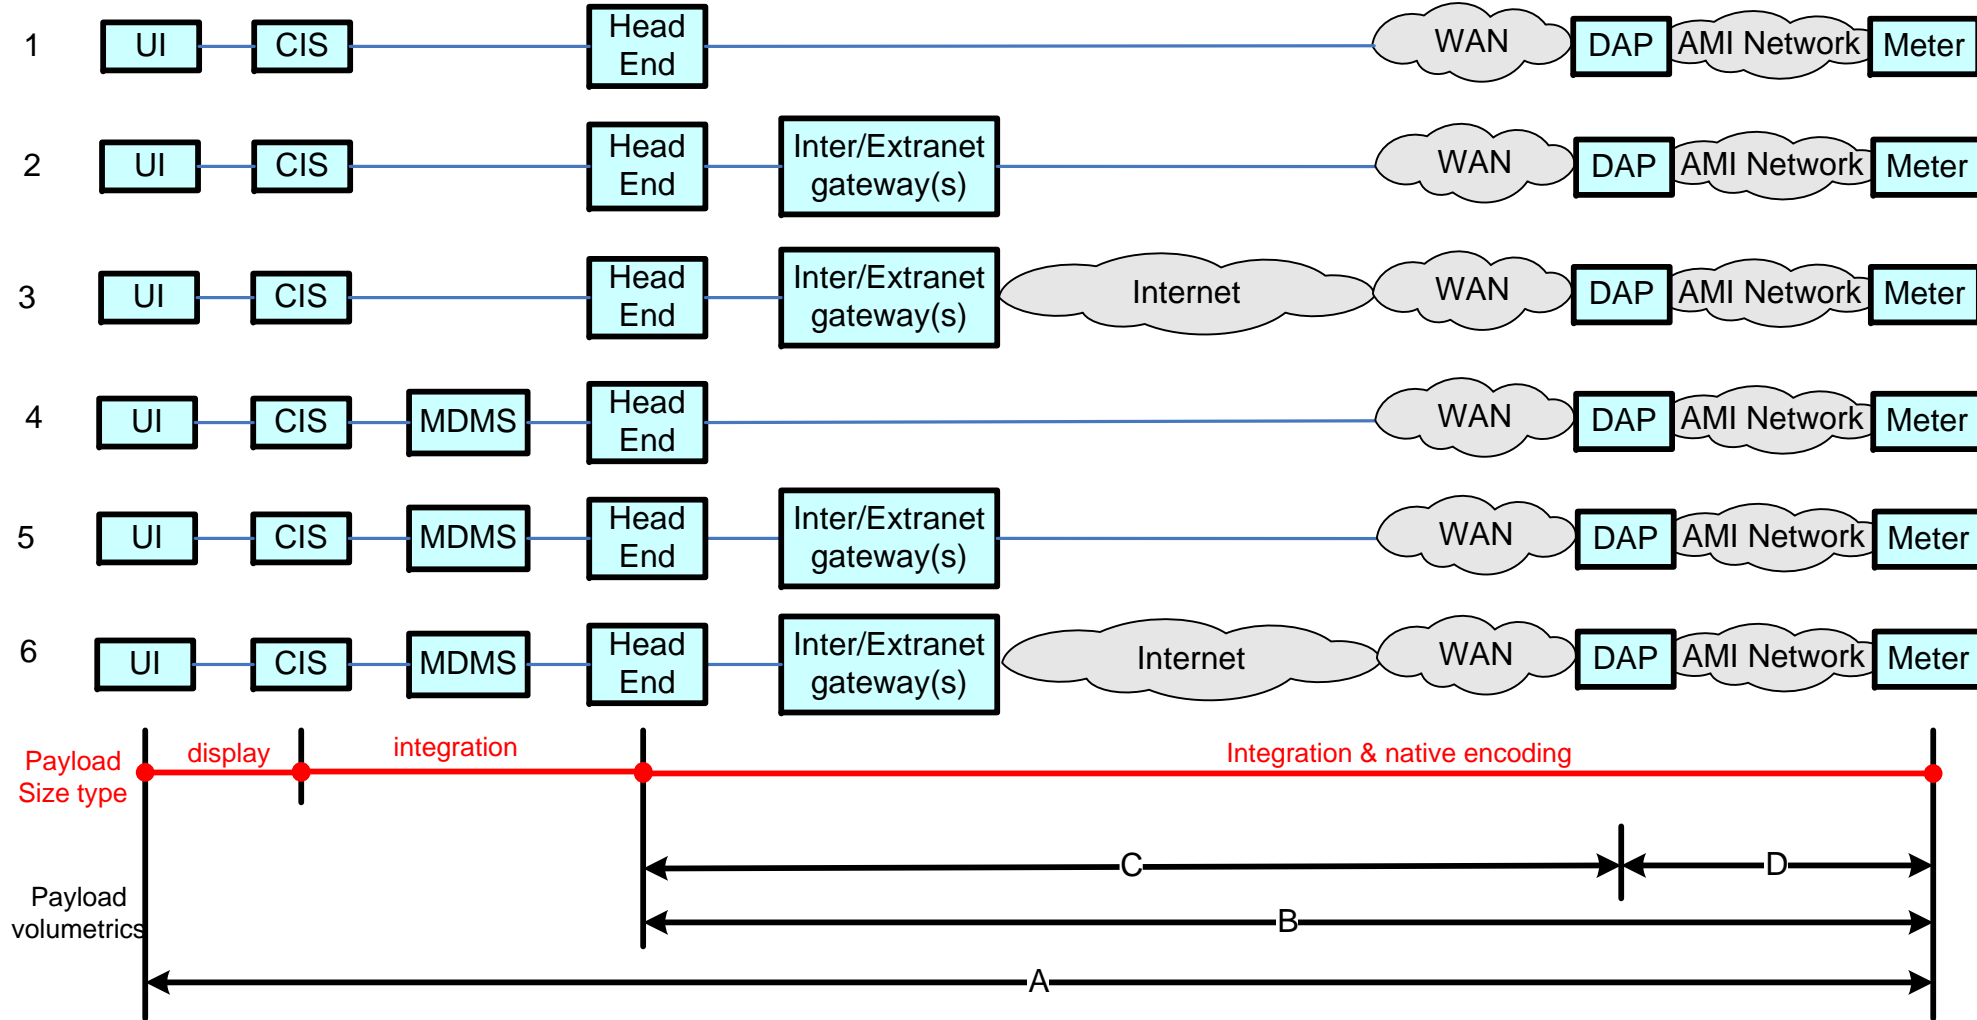 1 UI CIS Head End WAN DAP AMI Network Meter
2 UI CIS Head End Inter/Extranet gateway(s) WAN DAP AMI Network Meter
3 UI CIS Head End Inter/Extranet gateway(s) Internet WAN DAP AMI Network Meter
4 UI CIS MDMS Head End WAN DAP AMI Network Meter
5 UI CIS MDMS Head End Inter/Extranet gateway(s) WAN DAP AMI Network Meter
6 UI CIS MDMS Head End Inter/Extranet gateway(s) Internet WAN DAP AMI Network Meter
Payload
Size type
display
integration
Integration & native encoding
C
D
Payload
volumetrics
B
A